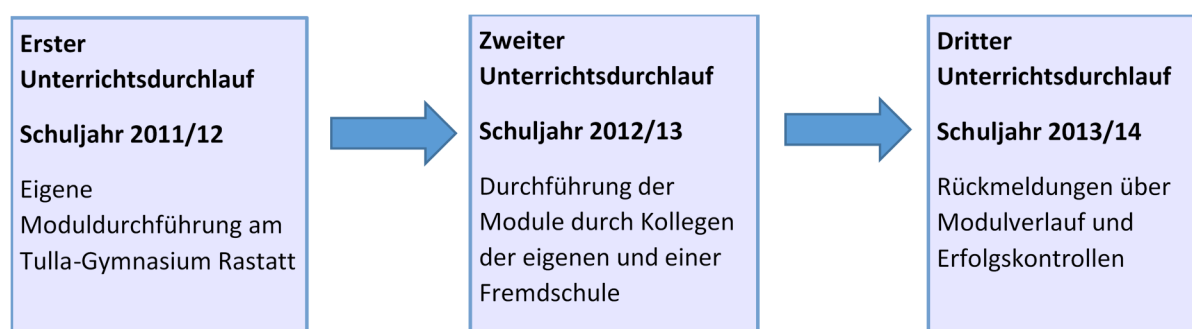 Erster
Unterrichtsdurchlauf
Schuljahr 2011/12
Eigene
Moduldurchführung am
Tulla-Gymnasium Rastatt
Zweiter
Unterrichtsdurchlauf
Schuljahr 2012/13
Durchführung der
Module durch Kollegen
der eigenen und einer
Fremdschule
Dritter
Unterrichtsdurchlauf
Schuljahr 2013/14
Rückmeldungen über
Modulverlauf und
Erfolgskontrollen